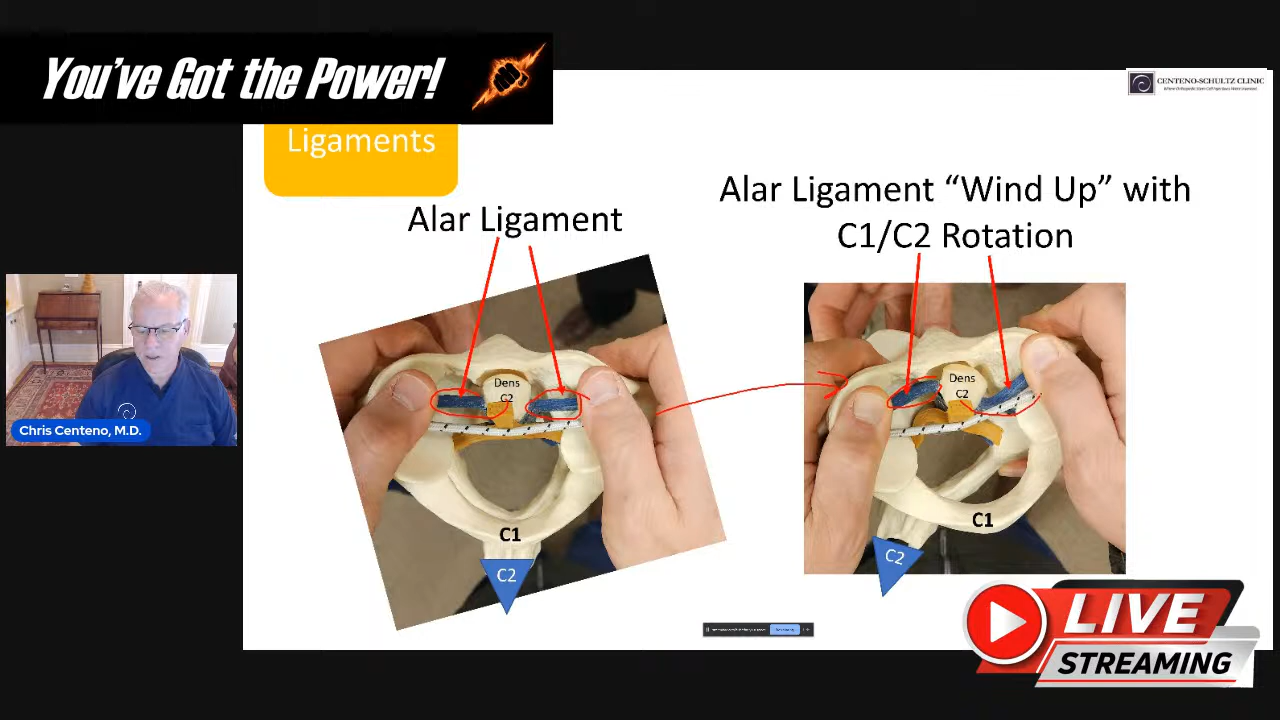 You've Got the Power!
CENTENO-SCHULTZ CLINIC
Ligaments
Alar Ligament
Alar Ligament “Wind Up” with
C1/C2 Rotation
Dens
C2
Dens
C2
C1
C2
C1
C2
Chris Centeno, M.D.
LIVE
STREAMING